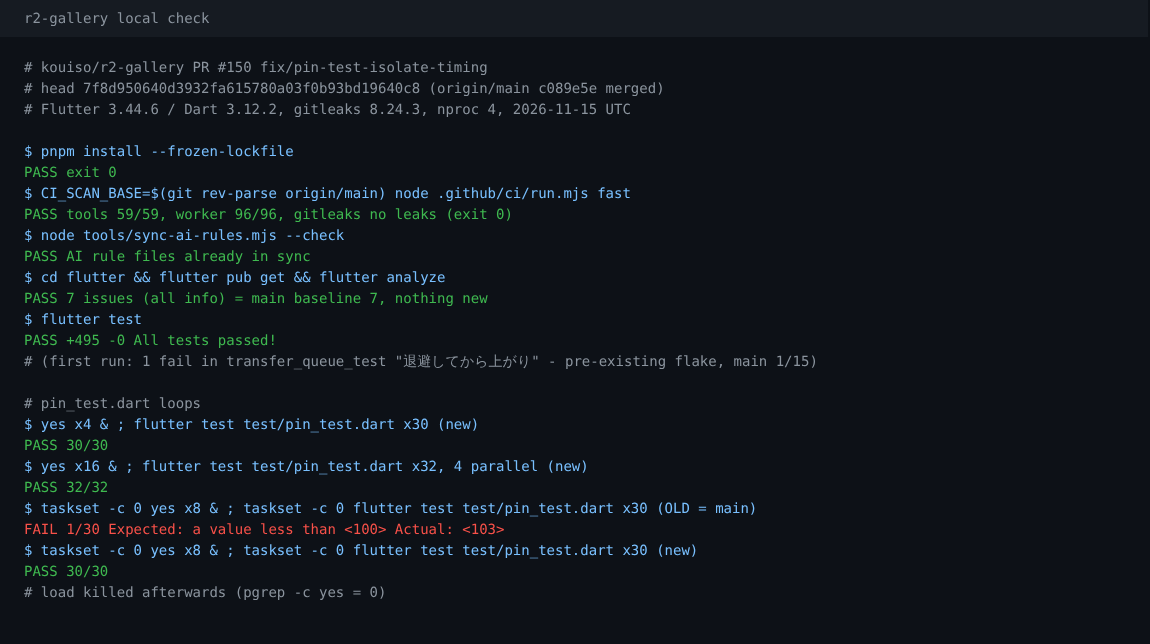 r2-gallery local check
# kouiso/r2-gallery PR #150 fix/pin-test-isolate-timing
# head 7f8d950640d3932fa615780a03f0b93bd19640c8 (origin/main c089e5e merged)
# Flutter 3.44.6 / Dart 3.12.2, gitleaks 8.24.3, nproc 4, 2026-11-15 UTC
$ pnpm install --frozen-lockfile
PASS exit 0
$ CI_SCAN_BASE=$(git rev-parse origin/main) node .github/ci/run.mjs fast
PASS tools 59/59, worker 96/96, gitleaks no leaks (exit 0)
$ node tools/sync-ai-rules.mjs --check
PASS AI rule files already in sync
$ cd flutter && flutter pub get && flutter analyze
PASS 7 issues (all info) = main baseline 7, nothing new
$ flutter test
PASS +495 -0 All tests passed!
# (first run: 1 fail in transfer_queue_test "退避してから上がり" - pre-existing flake, main 1/15)
# pin_test.dart loops
$ yes x4 & ; flutter test test/pin_test.dart x30 (new)
PASS 30/30
$ yes x16 & ; flutter test test/pin_test.dart x32, 4 parallel (new)
PASS 32/32
$ taskset -c 0 yes x8 & ; taskset -c 0 flutter test test/pin_test.dart x30 (OLD = main)
FAIL 1/30 Expected: a value less than <100> Actual: <103>
$ taskset -c 0 yes x8 & ; taskset -c 0 flutter test test/pin_test.dart x30 (new)
PASS 30/30
# load killed afterwards (pgrep -c yes = 0)